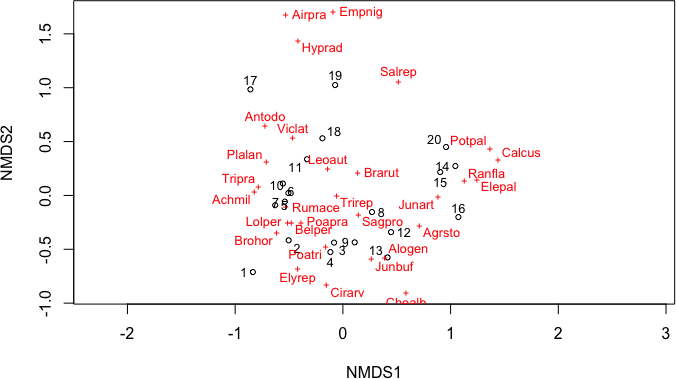 Airpra
Empnig
1.5
Hyprad
Salrep
19
17
1.0
NMDS2
Antodo
Viclat
18
20
Potpal
0.5
Calcus
Plalan
Leoaut
11
14
Brarut
Ranfla
Tripra
10
6
15
Elepal
0.0
Achmil
7
5
Rumace
Trirep
Junart
16
8
Lolper
Poapra
Sagpro
Belper
12
Agrsto
Brohor
2
9
3
13
Alogen
-0.5
Poatri
4
Junbuf
1
Elyrep
Cirarv
Chealb
-1.0
-2
-1
0
1
2
3
NMDS1